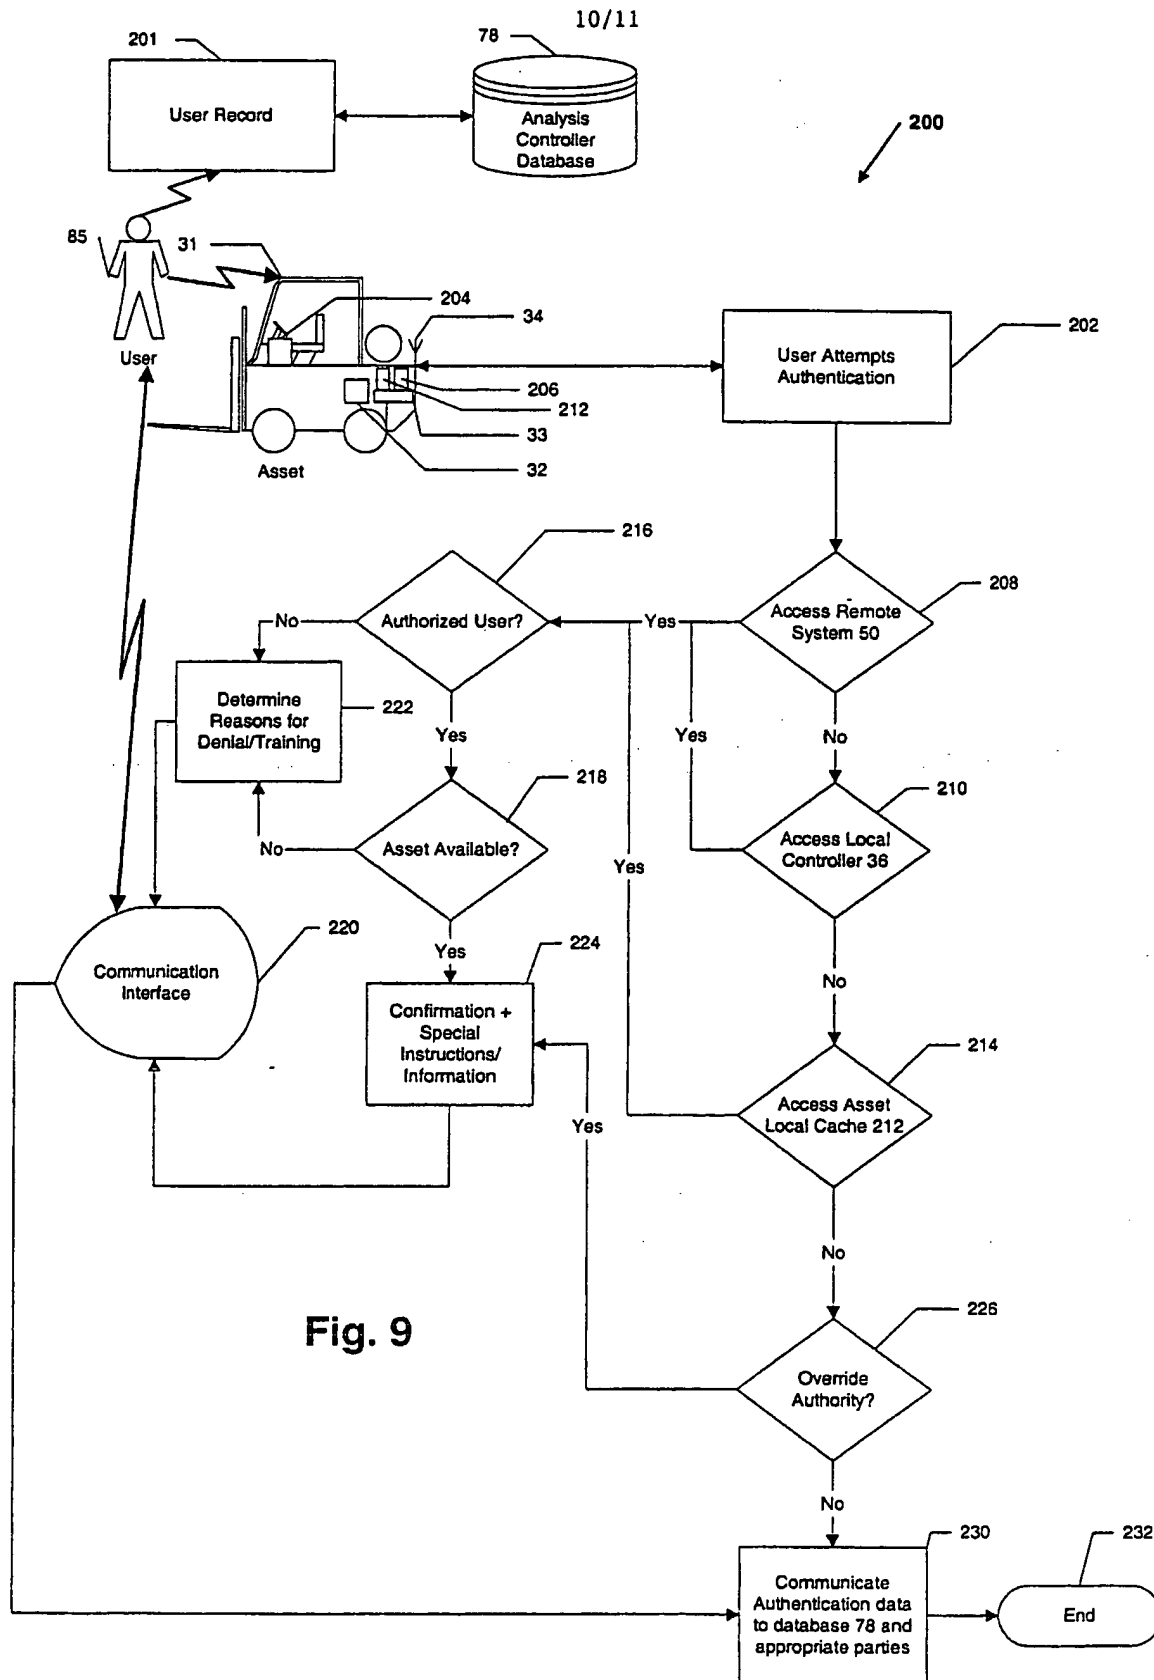 10/11
201
78
User Record
Analysis
Controller
Database
200
85
31
204
34
User
202
User Attempts
Authentication
206
212
33
32
Asset
216
208
Authorized User?
Access Remote
System 50
Yes
No
Determine
Reasons for
Denial/Training
222
Yes
Yes
No
218
210
Asset Available?
No
Access Local
Controller 36
Yes
220
Yes
224
Communication
Interface
No
Confirmation +
Special
Instructions/
Information
214
Access Asset
Local Cache 212
Yes
No
226
Fig. 9
Override
Authority?
No
230
232
Communicate
Authentication data
to database 78 and
appropriate parties
End